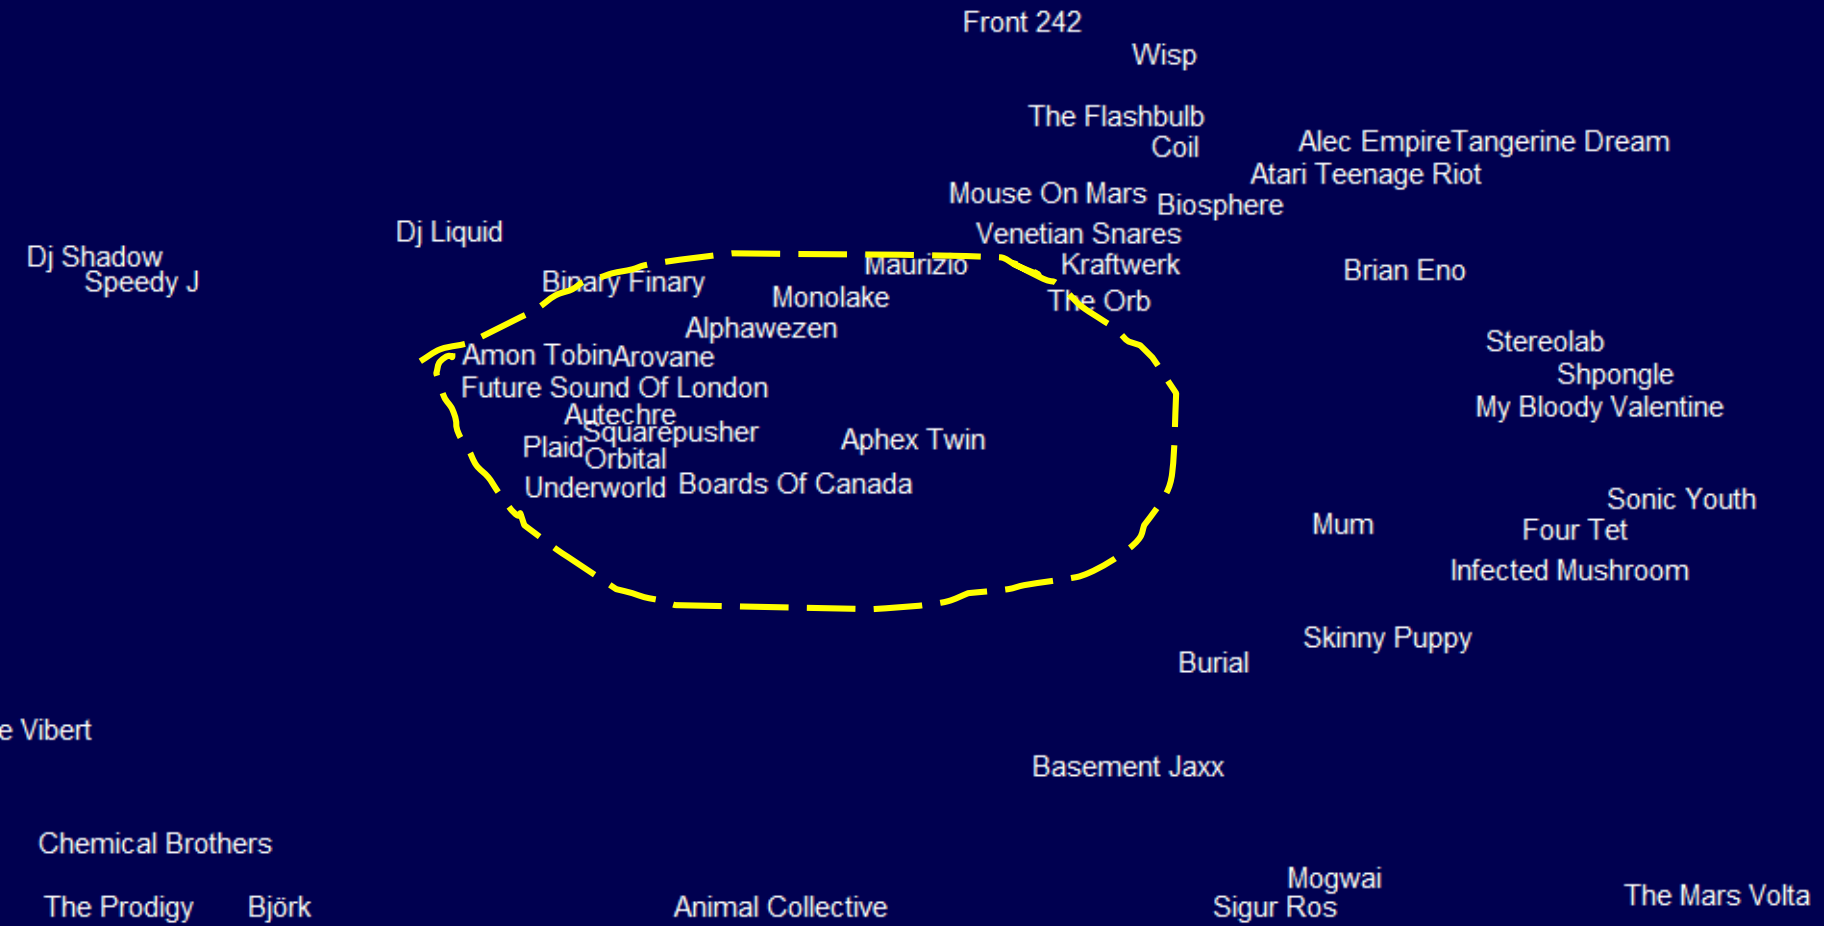 Front 242
Wisp
The Flashbulb
Coil
Alec Empire
Tangerine Dream
Atari Teenage Riot
Mouse On Mars
Biosphere
Dj Liquid
Venetian Snares
Dj Shadow
Speedy J
Maurizio
Kraftwerk
Brian Eno
Binary Finary
Monolake
The Orb
Alphawezen
Stereolab
Amon Tobin
Arovane
Shpongle
Future Sound Of London
My Bloody Valentine
Autechre
Squarepusher
Aphex Twin
Plaid
Orbital
Underworld
Boards Of Canada
Sonic Youth
Mum
Four Tet
Infected Mushroom
Skinny Puppy
Burial
e Vibert
Basement Jaxx
Chemical Brothers
Mogwai
The Mars Volta
The Prodigy
Björk
Animal Collective
Sigur Ros